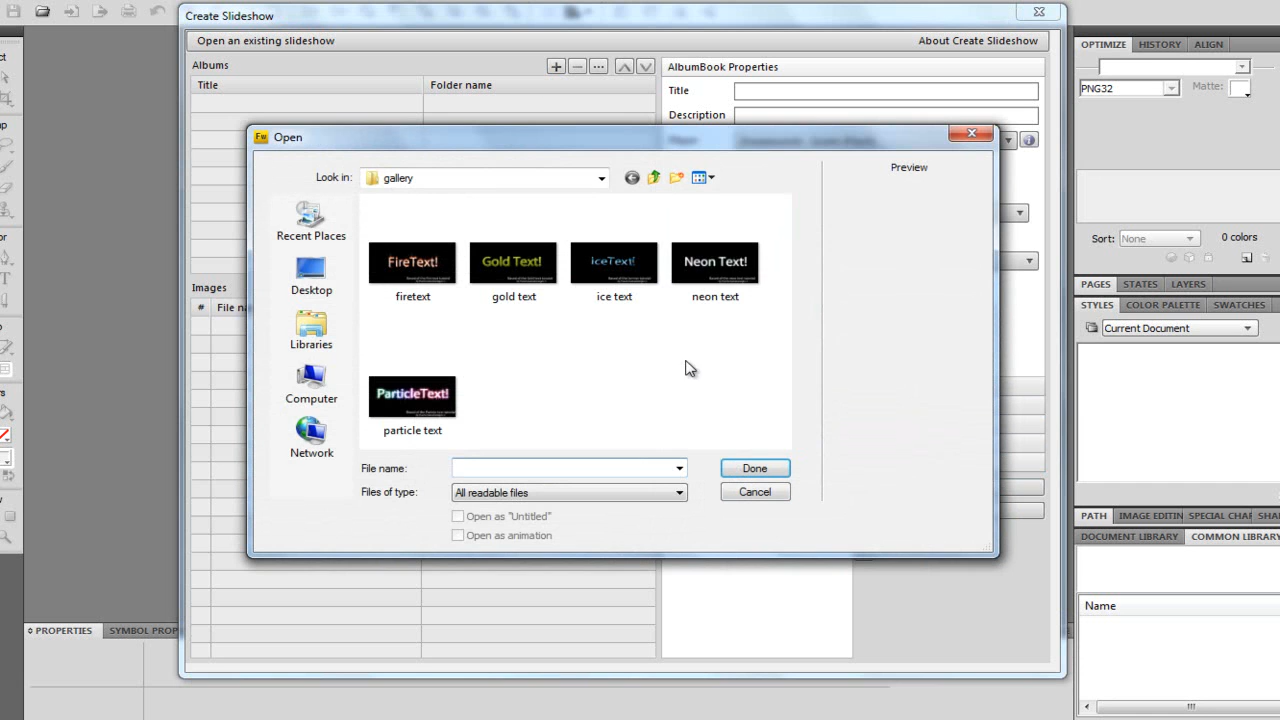 Create Slideshow
Open an existing slideshow
About Create Slideshow
Albums
AlbumBook Properties
Title
Folder name
Title
Description
Fw
Open
Look in:
gallery
Preview
Recent Places
Desktop
Libraries
Computer
Network
FireText!
Gold Text!
IceText!
Neon Text!
firetext
gold text
ice text
neon text
ParticleText!
particle text
File name:
Done
Files of type:
All readable files
Cancel
Open as "Untitled"
Open as animation
Images
#
File na
OPTIMIZE
HISTORY
ALIGN
PNG32
Matte:
Sort:
None
0 colors
PAGES
STATES
LAYERS
STYLES
COLOR PALETTE
SWATCHES
Current Document
PATH
IMAGE EDITIN
SPECIAL CHAR
SHA
DOCUMENT LIBRARY
COMMON LIBRARY
Name
PROPERTIES
SYMBOL PROP